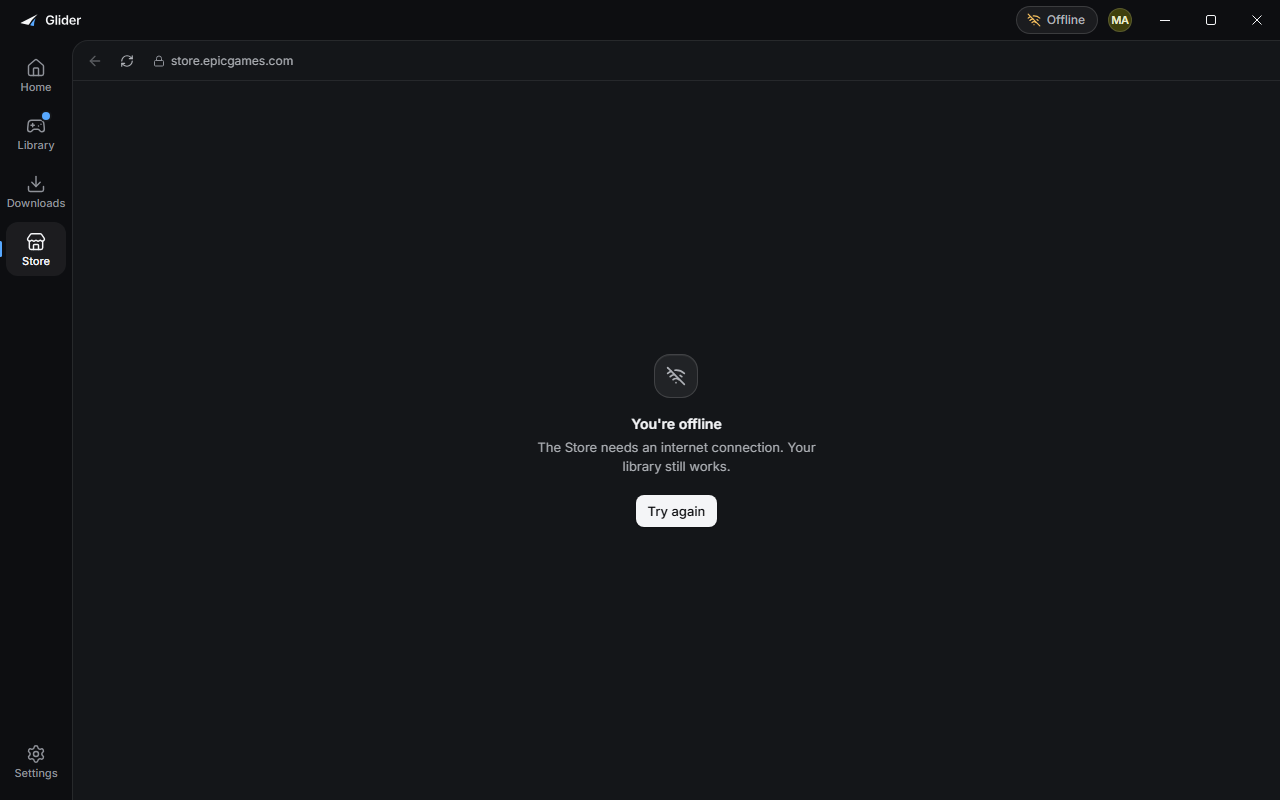 Glider
Offline
MA
Home
store.epicgames.com
Library
Downloads
Store
You're offline
The Store needs an internet connection. Your
library still works.
Try again
Settings